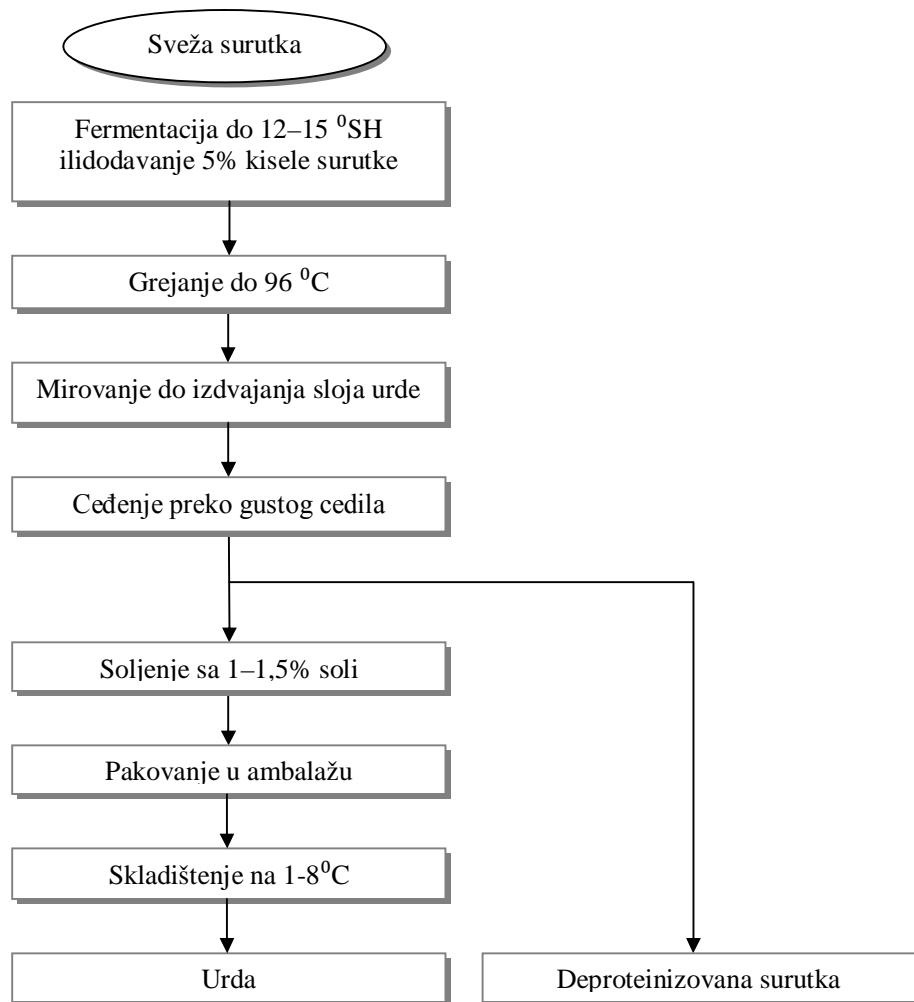 Sveža surutka
Fermentacija do 12–15 ⁰SH
ilidodavanje 5% kisele surutke
Grejanje do 96 ⁰C
Mirovanje do izdvajanja sloja urde
Ceđenje preko gustog cedila
Soljenje sa 1–1,5% soli
Pakovanje u ambalažu
Skladištenje na 1-8⁰C
Urda
Deproteinizovana surutka